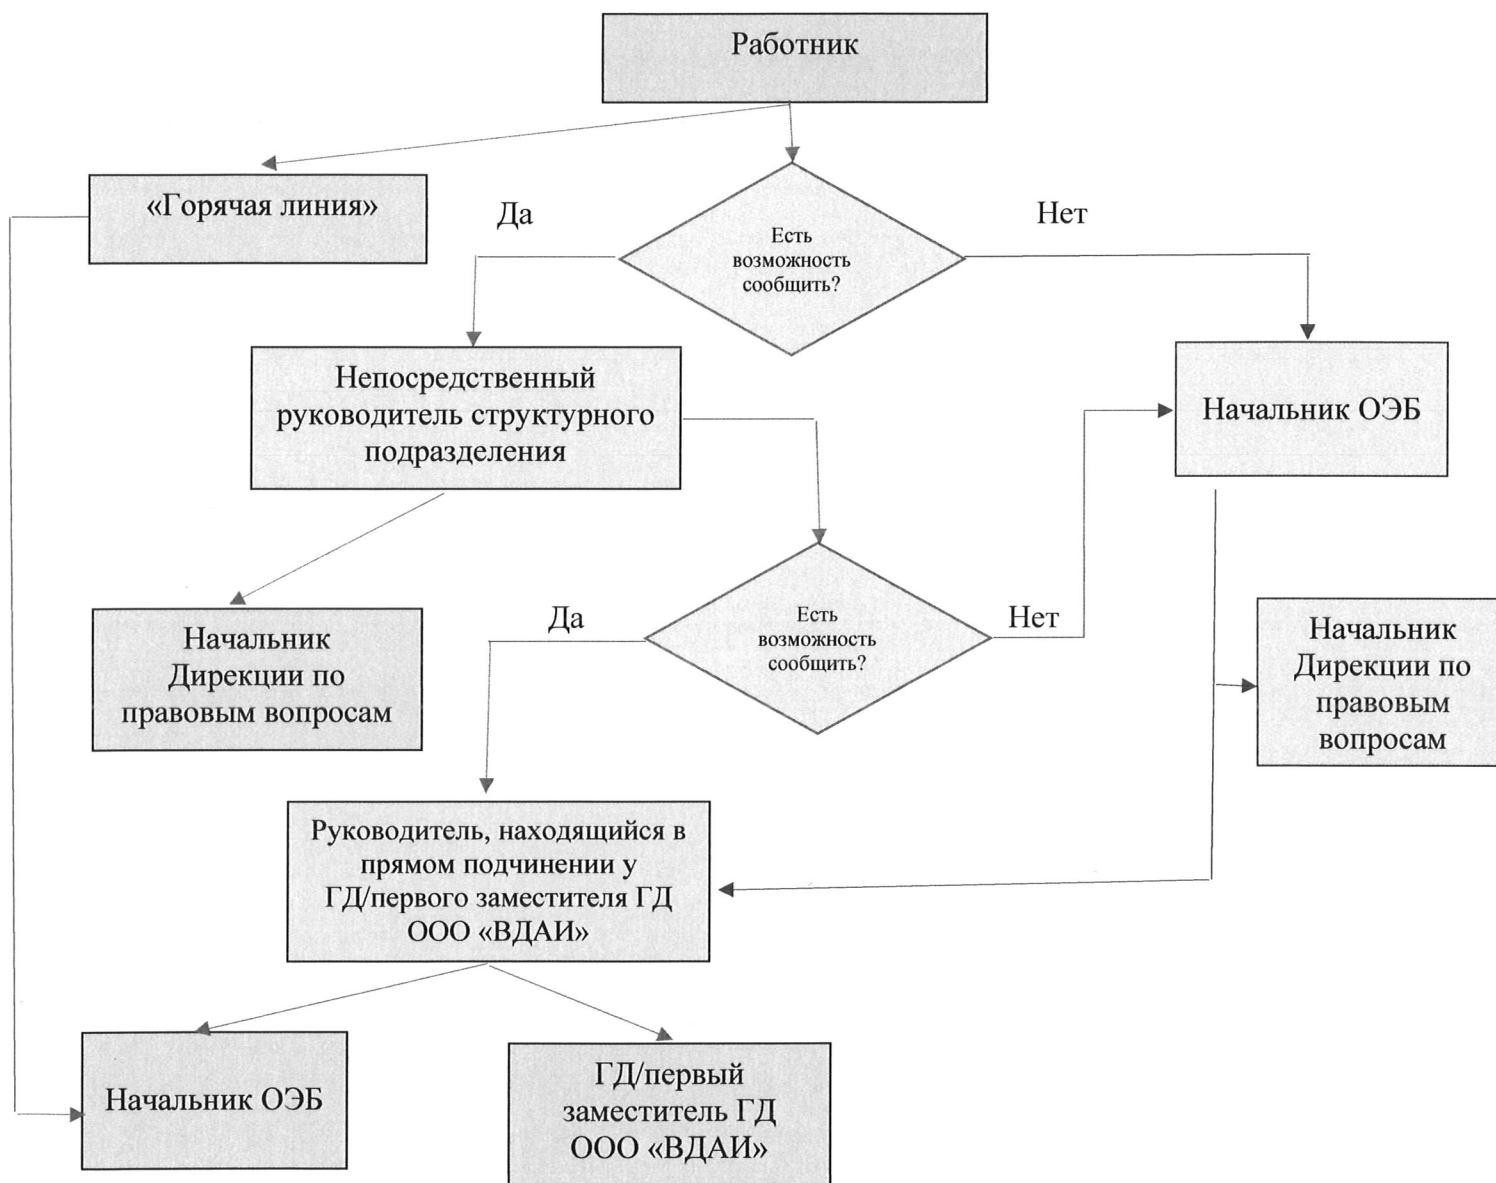 Работник
«Горячая линия»
Да
Нет
Есть
возможность
сообщить?
Непосредственный
руководитель структурного
подразделения
Начальник ОЭБ
Начальник
Дирекции по
правовым вопросам
Да
Есть
возможность
сообщить?
Нет
Начальник
Дирекции по
правовым
вопросам
Руководитель, находящийся в
прямом подчинении у
ГД/первого заместителя ГД
ООО «ВДАИ»
Начальник ОЭБ
ГД/первый
заместитель ГД
ООО «ВДАИ»